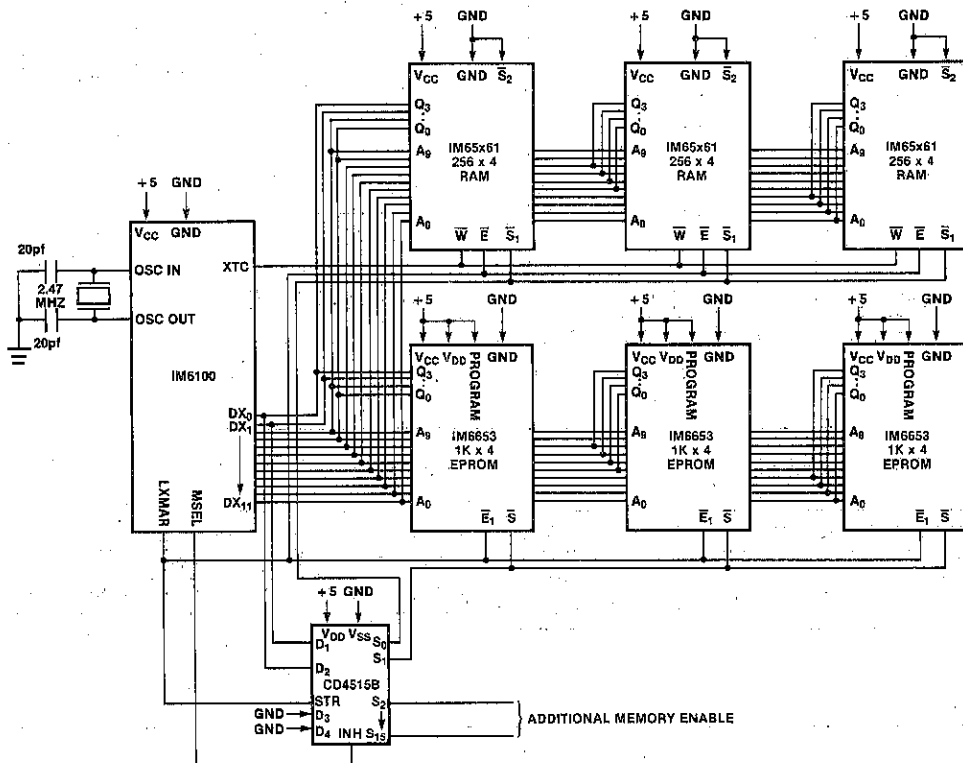 +5 GND
V̅CC GND S̅2
Q3
Q0
A9
IM65x61
256 x 4
RAM
A0
W̅ E̅ S̅1
+5 GND
VCC GND S̅2
Q3
Q0
A9
IM65x61
256 x 4
RAM
A0
W̅ E̅ S̅1
+5 GND
VCC GND S̅2
Q3
Q0
A9
IM65x61
256 x 4
RAM
A0
W̅ E̅ S̅1
+5 GND
VCC GND
20pf
OSC IN
XTC
2.47
MHZ
OSC OUT
20pf
IM6100
DX0
DX1
DX11
LXMAR
MSEL
+5 GND
VCC VDD PROGRAM GND
Q3
Q0
A9
IM6653
1K x 4
EPROM
A0
E̅1 S̅
+5 GND
VCC VDD PROGRAM GND
Q3
Q0
A9
IM6653
1K x 4
EPROM
A0
E̅1 S̅
+5 GND
VCC VDD PROGRAM GND
Q3
Q0
A9
IM6653
1K x 4
EPROM
A0
E̅1 S̅
+5 GND
VDD VSS S0
D1
S1
D2
CD4515B
STR S2
GND D3
GND D4
INH S15
ADDITIONAL MEMORY ENABLE